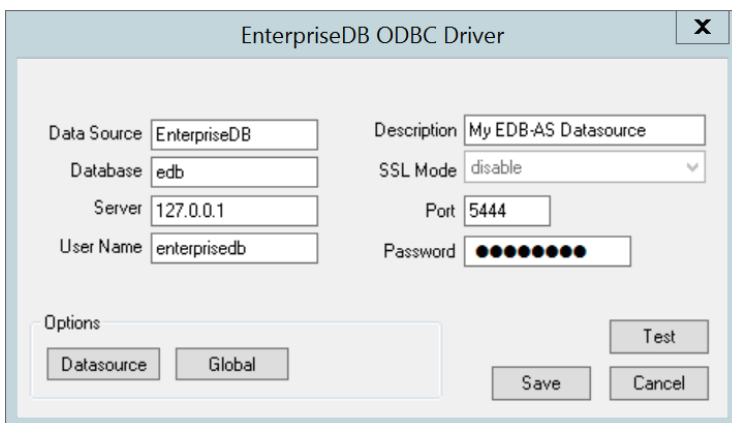 EnterpriseDB ODBC Driver
X
Data Source EnterpriseDB Description My EDB-AS Datasource
Database edb SSL Mode disable
Server 127.0.0.1 Port 5444
User Name enterprisedb Password ●●●●●●●●
Options
Test
Datasource Global
Save Cancel